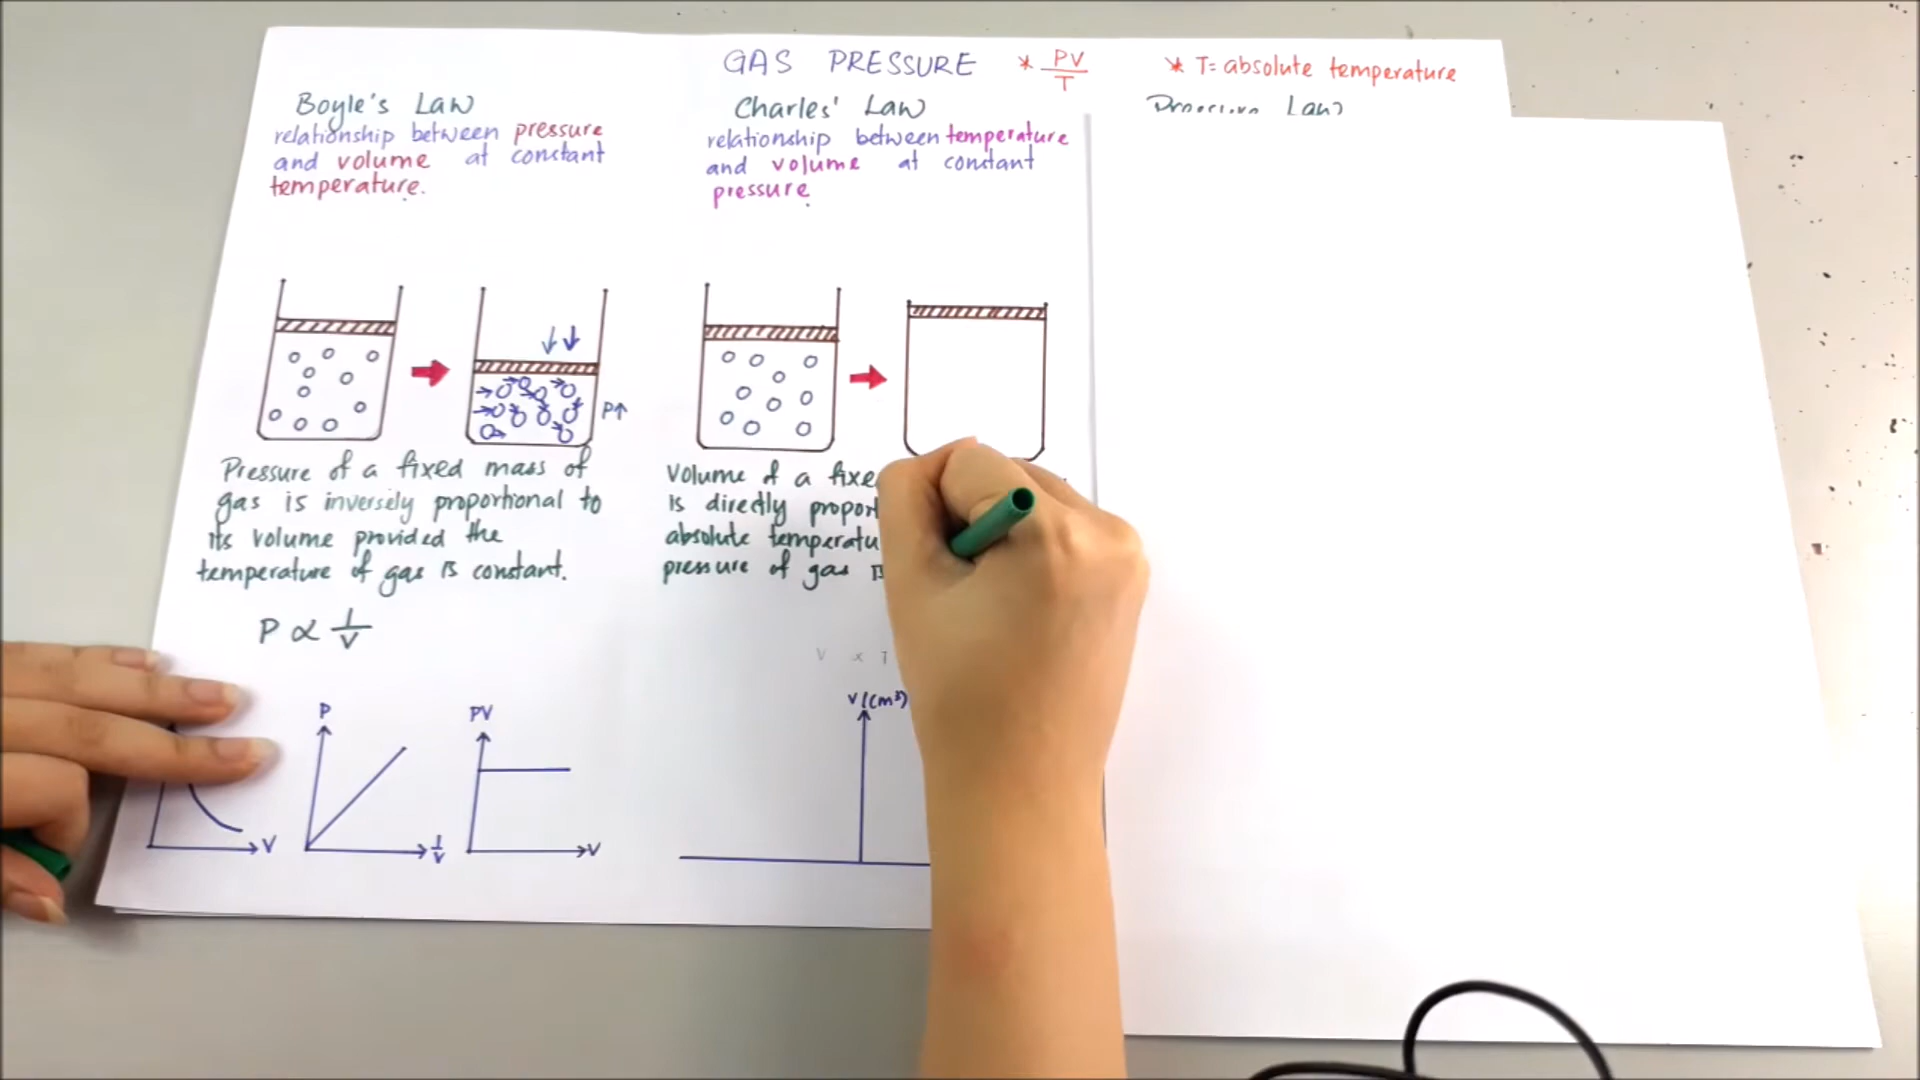 GAS PRESSURE * PV/T
* T= absolute temperature
Boyle's Law
relationship between pressure
and volume at constant
temperature.
P↑
Pressure of a fixed mass of
gas is inversely proportional to
its volume provided the
temperature of gas is constant.
P ∝ 1/V
V
P
1/V
PV
V
Charles' Law
relationship between temperature
and volume at constant
pressure.
Volume of a fixe
is directly proport
absolute temperatu
pressure of gas
V ∝ T
V/(cm³)
Law